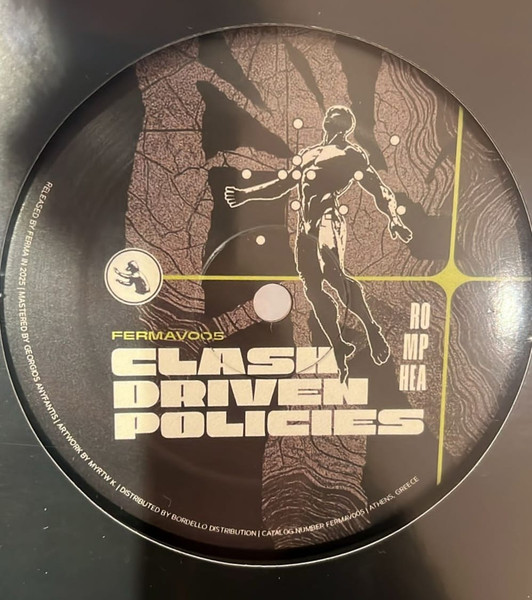 FERMAV005
CLASH
DRIVEN
POLICIES
RO
MP
HEA
RELEASED BY FERMA IN 2025 | MASTERED BY GEORGIOS ANYFANTIS | ARTWORK BY MYRTW K. | DISTRIBUTED BY BORDELLO DISTRIBUTION | CATALOG NUMBER FERMAV005 | ATHENS, GREECE